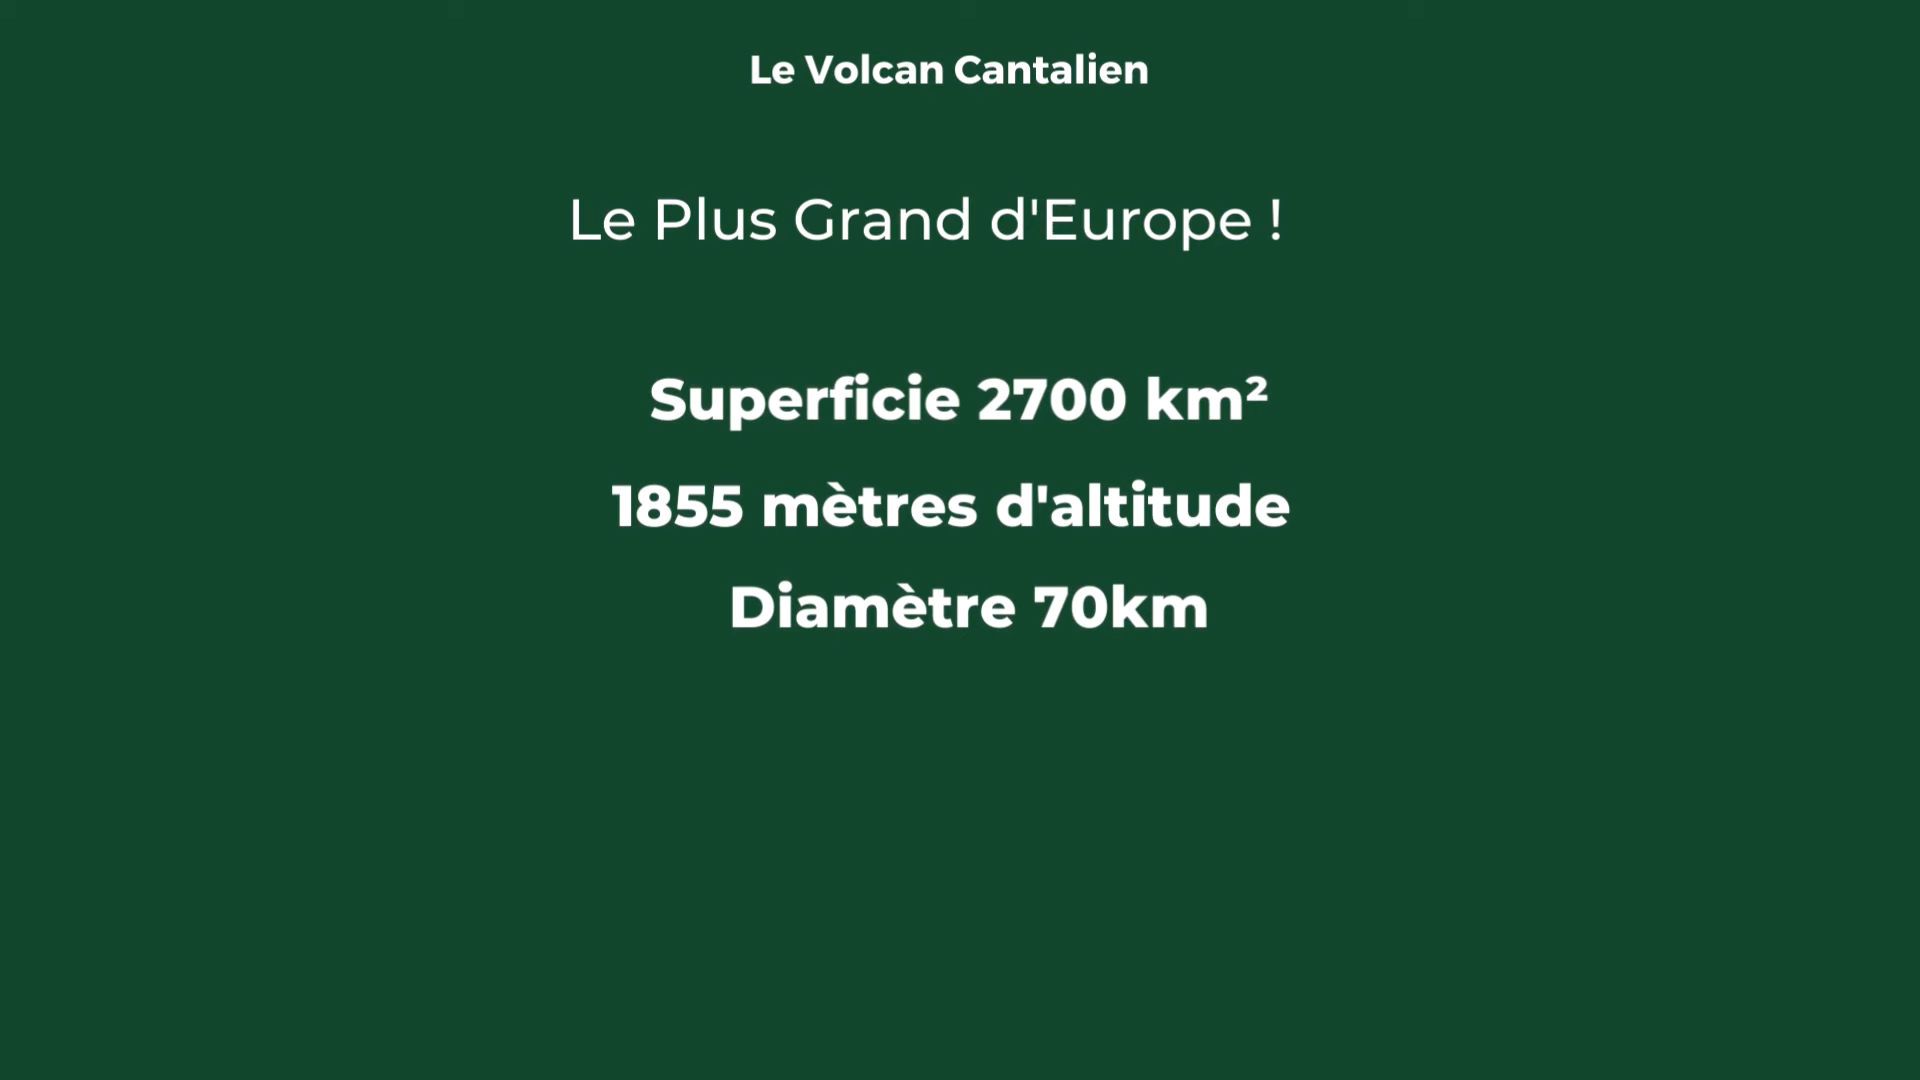 Le Volcan Cantalien
Le Plus Grand d'Europe !
Superficie 2700 km²
1855 mètres d'altitude
Diamètre 70km